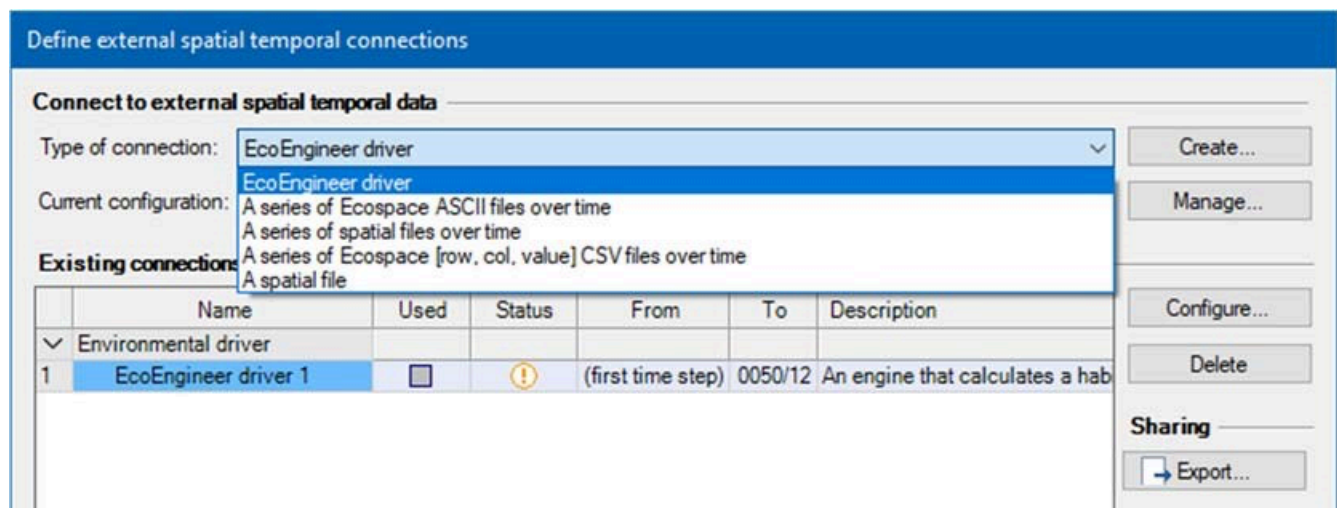 Define external spatial temporal connections
Connect to external spatial temporal data
Type of connection: EcoEngineer driver Create...
EcoEngineer driver
Current configuration: A series of Ecospace ASCII files over time Manage...
A series of spatial files over time
Existing connections A series of Ecospace [row, col, value] CSV files over time
A spatial file
Name Used Status From To Description Configure...
Environmental driver
1 EcoEngineer driver 1 (first time step) 0050/12 An engine that calculates a hab Delete
Sharing
Export...